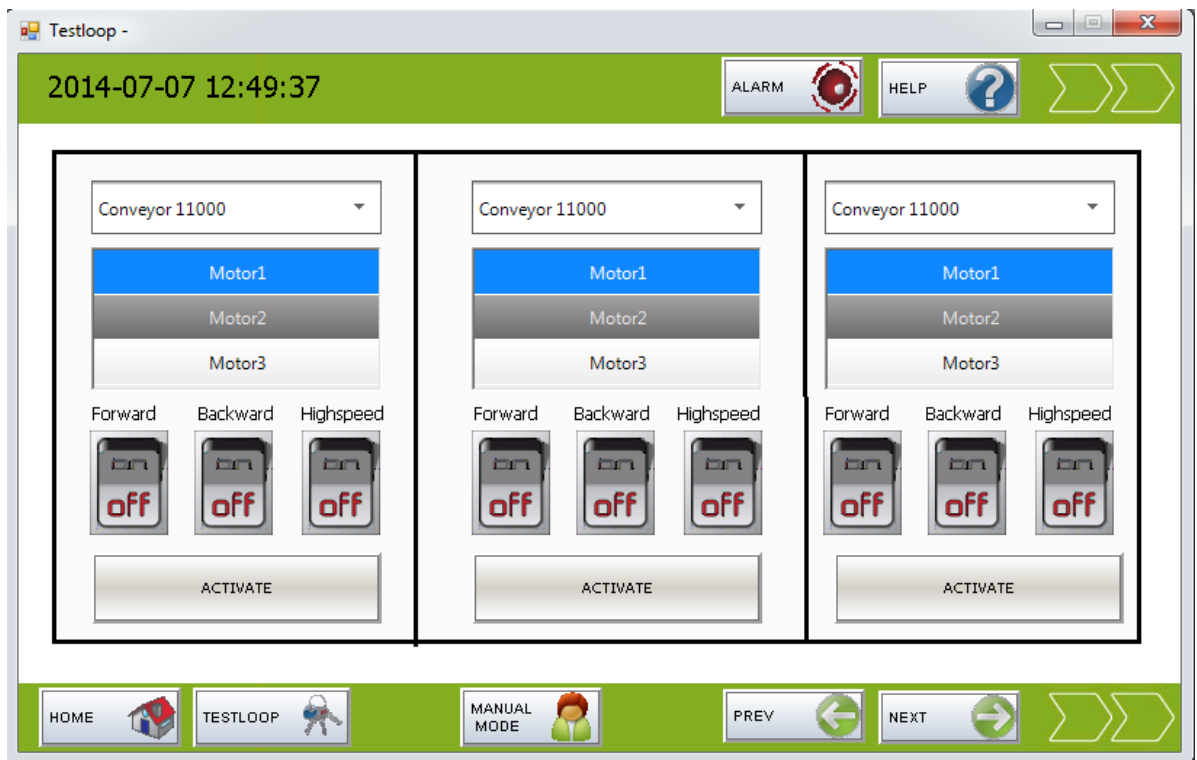 Testloop -
2014-07-07 12:49:37
ALARM
HELP
Conveyor 11000
Conveyor 11000
Conveyor 11000
Motor1
Motor1
Motor1
Motor2
Motor2
Motor2
Motor3
Motor3
Motor3
Forward Backward Highspeed
Forward Backward Highspeed
Forward Backward Highspeed
on on on
on on on
on on on
off off off
off off off
off off off
ACTIVATE
ACTIVATE
ACTIVATE
HOME
TESTLOOP
MANUAL
MODE
PREV
NEXT